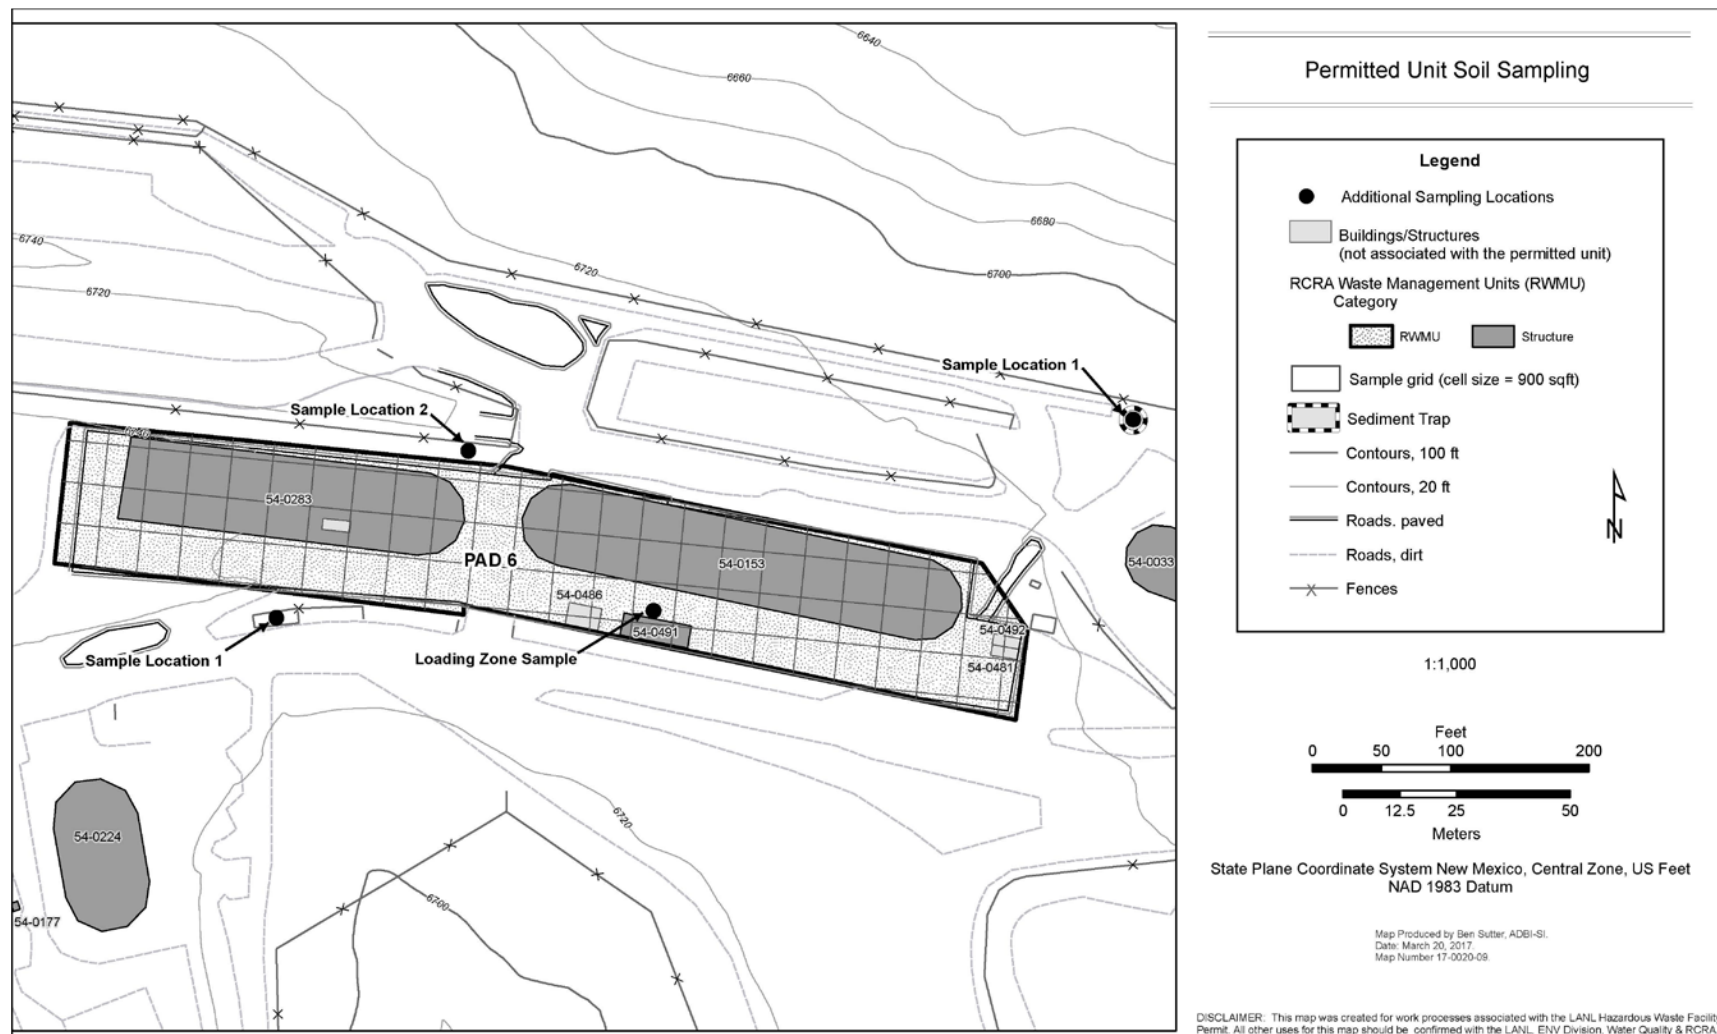 6640
6660
6680
6700
6720
6740
6720
Sample Location 1
Sample Location 2
6740
54-0283
PAD 6
54-0153
54-0033
54-0486
54-0491
54-0492
54-0481
Sample Location 1
Loading Zone Sample
54-0224
54-0177
6720
6700
Permitted Unit Soil Sampling
Legend
Additional Sampling Locations
Buildings/Structures
(not associated with the permitted unit)
RCRA Waste Management Units (RWMU)
Category
RWMU
Structure
Sample grid (cell size = 900 sqft)
Sediment Trap
Contours, 100 ft
Contours, 20 ft
Roads. paved
Roads, dirt
Fences
N
1:1,000
Feet
0 50 100 200
0 12.5 25 50
Meters
State Plane Coordinate System New Mexico, Central Zone, US Feet
NAD 1983 Datum
Map Produced by Ben Sutter, ADBI-SI.
Date: March 20, 2017.
Map Number 17-0020-09.
DISCLAIMER: This map was created for work processes associated with the LANL Hazardous Waste Facility
Permit. All other uses for this map should be confirmed with the LANL, ENV Division, Water Quality & RCRA